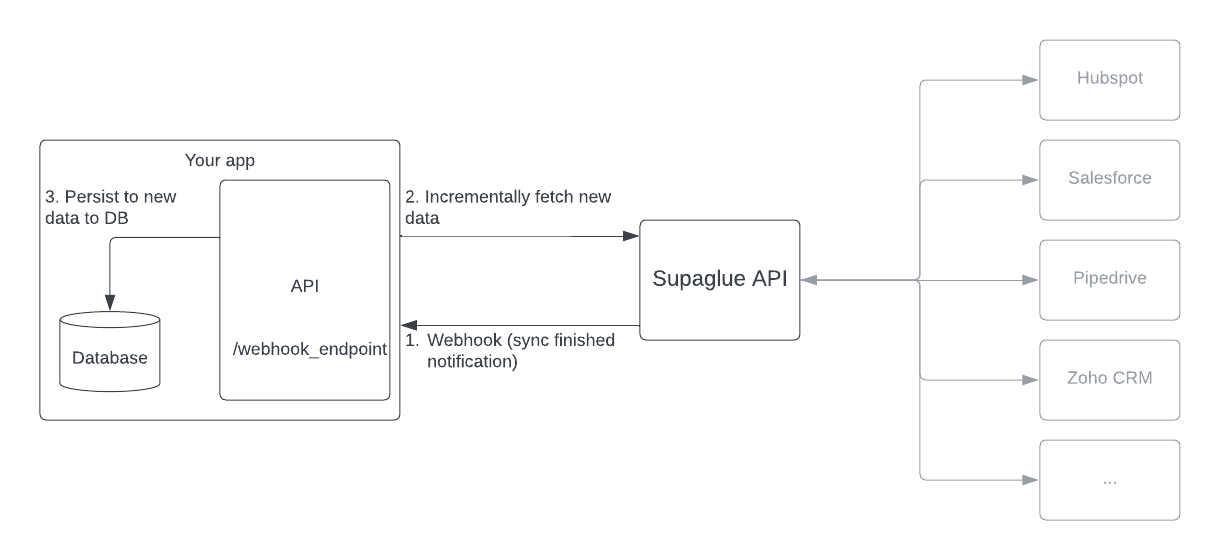 Your app
3. Persist to new
data to DB
API
/webhook_endpoint
Database
2. Incrementally fetch new
data
1. Webhook (sync finished
notification)
Supaglue API
Hubspot
Salesforce
Pipedrive
Zoho CRM
...